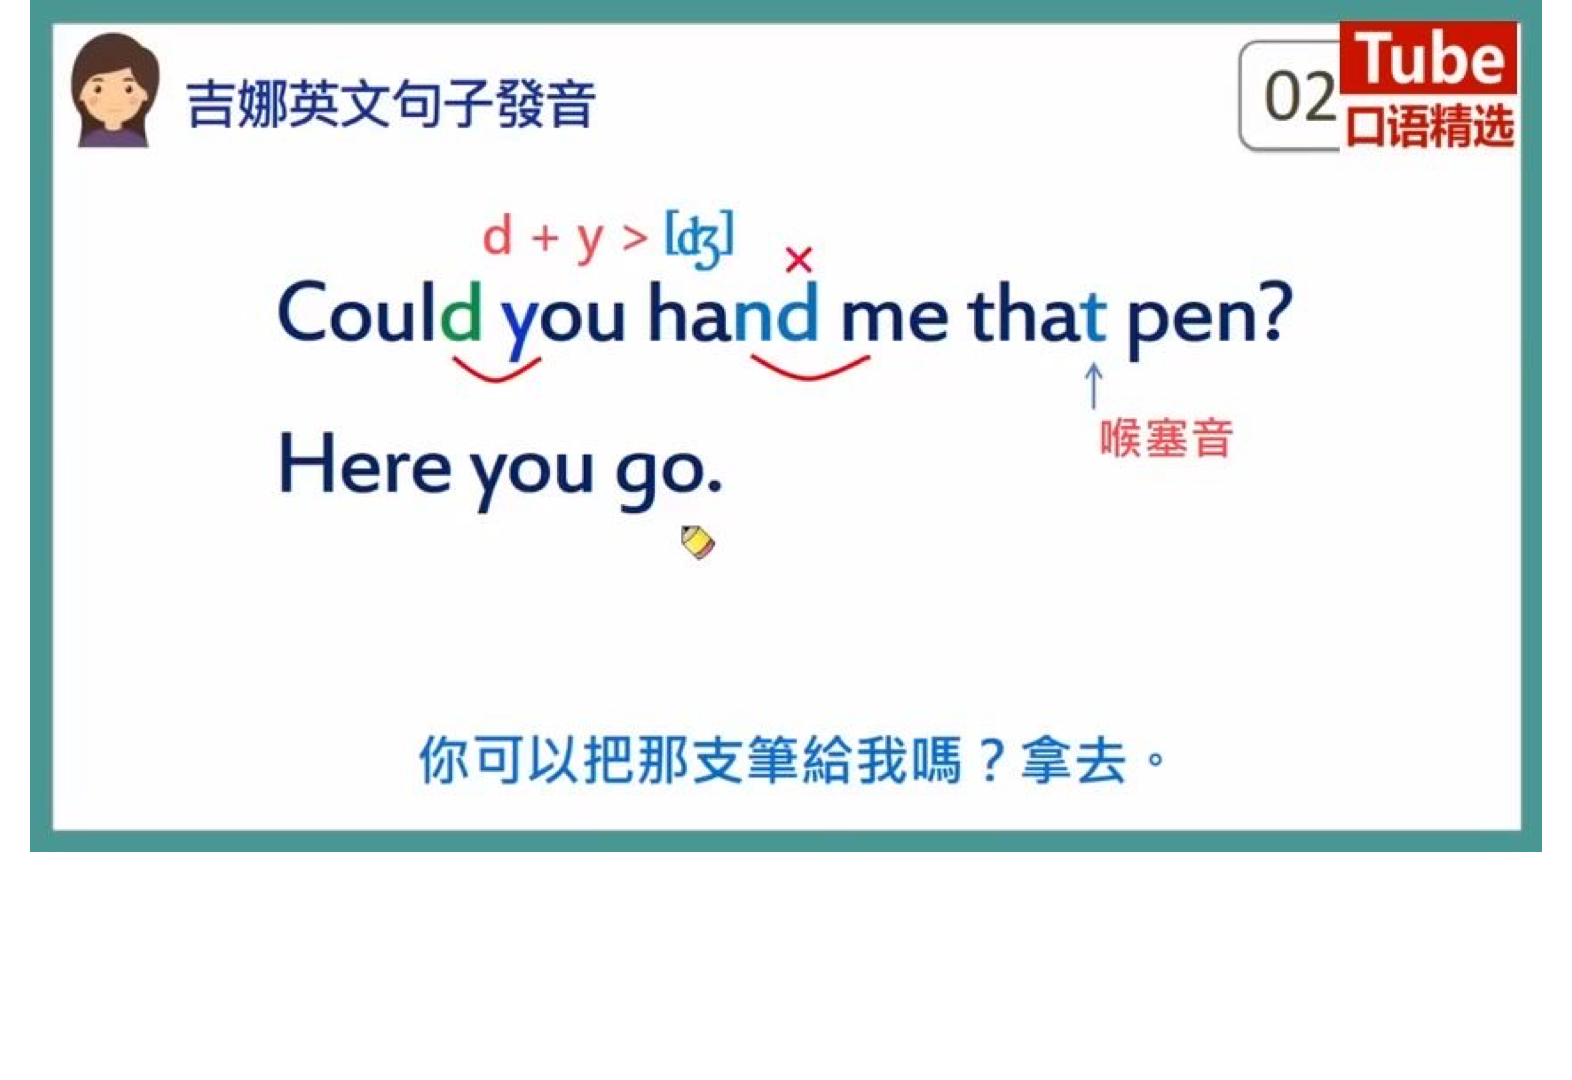 吉娜英文句子發音
02
Tube
口语精选
d + y > [ʤ]
×
Could you hand me that pen?
喉塞音
Here you go.
你可以把那支筆給我嗎？拿去。